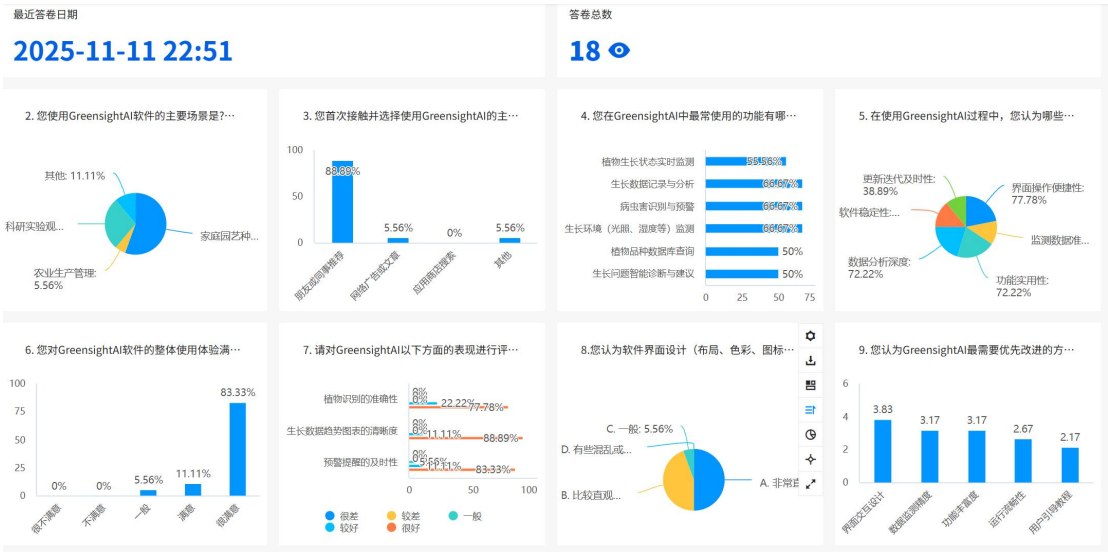 最近答卷日期
2025-11-11 22:51
答卷总数
18
2. 您使用GreensightAI软件的主要场景是?…
其他: 11.11%
科研实验观...
家庭园艺种...
农业生产管理:
5.56%
3. 您首次接触并选择使用GreensightAI的主…
100
50
0
88.89%
5.56%
0%
5.56%
朋友或同事推荐
网络广告或文章
应用商店搜索
其他
4. 您在GreensightAI中最常使用的功能有哪…
植物生长状态实时监测
55.56%
生长数据记录与分析
66.67%
病虫害识别与预警
66.67%
生长环境（光照、湿度等）监测
66.67%
植物品种数据库查询
50%
生长问题智能诊断与建议
50%
0 25 50 75
5. 在使用GreensightAI过程中，您认为哪些…
更新迭代及时性:
38.89%
界面操作便捷性:
77.78%
软件稳定性:...
监测数据准...
数据分析深度:
72.22%
功能实用性:
72.22%
6. 您对GreensightAI软件的整体使用体验满…
100
75
50
25
0
0%
0%
5.56%
11.11%
83.33%
很不满意
不满意
一般
满意
很满意
7. 请对GreensightAI以下方面的表现进行评…
植物识别的准确性
0%
0%
22.22%
77.78%
生长数据趋势图表的清晰度
0%
0%
11.11%
88.89%
预警提醒的及时性
0%
0%
5.56%
11.11%
83.33%
0 50 100
很差 较差 一般
较好 很好
8.您认为软件界面设计（布局、色彩、图标…
C. 一般: 5.56%
D. 有些混乱或...
B. 比较直观...
A. 非常直
9. 您认为GreensightAI最需要优先改进的方…
6
4
2
0
3.83
3.17
3.17
2.67
2.17
界面交互设计
数据监测精度
功能丰富度
运行流畅性
用户引导教程